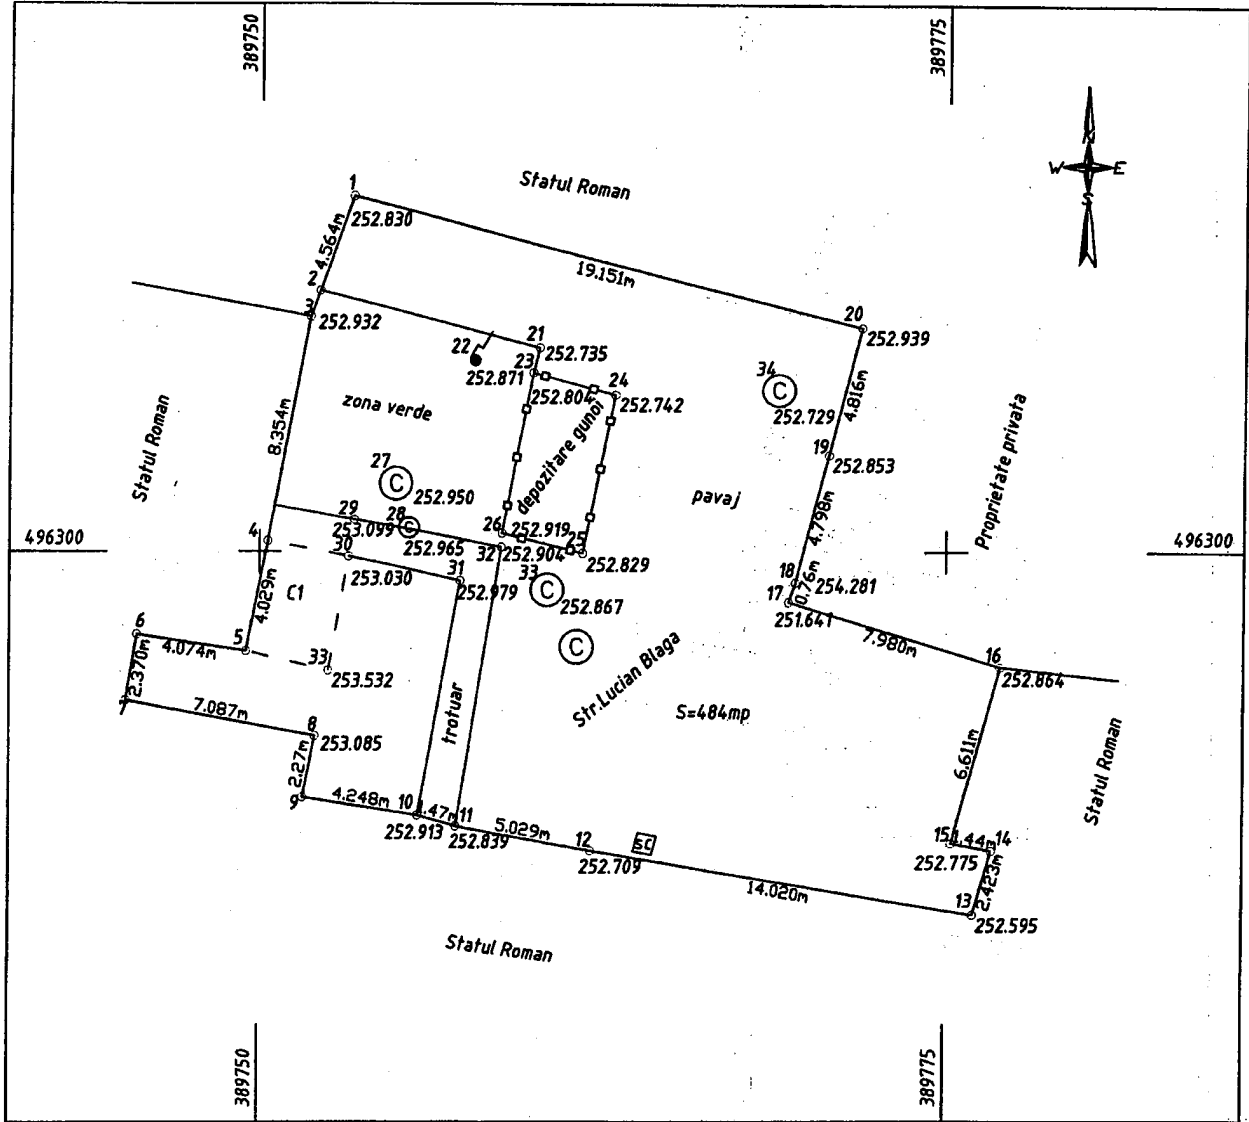 389750
389775
N
W E
S
Statul Roman
1
252.830
4.564m
19.151m
2
3
252.932
20
252.939
21
252.735
22
23
252.871
252.804
24
252.742
34
C
252.729
4.816m
zona verde
depozitare gunoi
Statul Roman
8.354m
19
252.853
Proprietate privata
pavaj
27
C
252.950
4.798m
29
28
C
253.099
252.965
26
252.919
25
496300
496300
4
30
253.030
32
252.904
252.829
31
252.979
33
C
252.867
18
254.281
0.76m
17
251.641
C1
4.029m
6
5
4.074m
2.370m
33
253.532
C
7.980m
16
252.864
7
7.087m
8
253.085
trotuar
Str.Lucian Blaga
S=484mp
6.611m
Statul Roman
2.27m
9
4.248m
10
252.913
1.47m
11
252.839
5.029m
12
252.709
SC
15
1.44m
14
252.775
2.423m
14.020m
13
252.595
Statul Roman
389750
389775